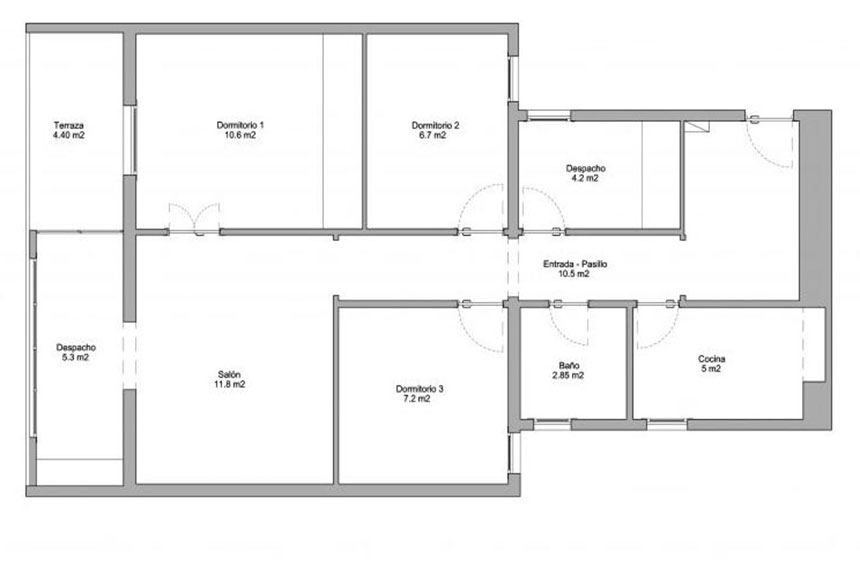 Terraza
4.40 m2
Dormitorio 1
10.6 m2
Dormitorio 2
6.7 m2
Despacho
4.2 m2
Entrada - Pasillo
10.5 m2
Despacho
5.3 m2
Salón
11.8 m2
Dormitorio 3
7.2 m2
Baño
2.85 m2
Cocina
5 m2